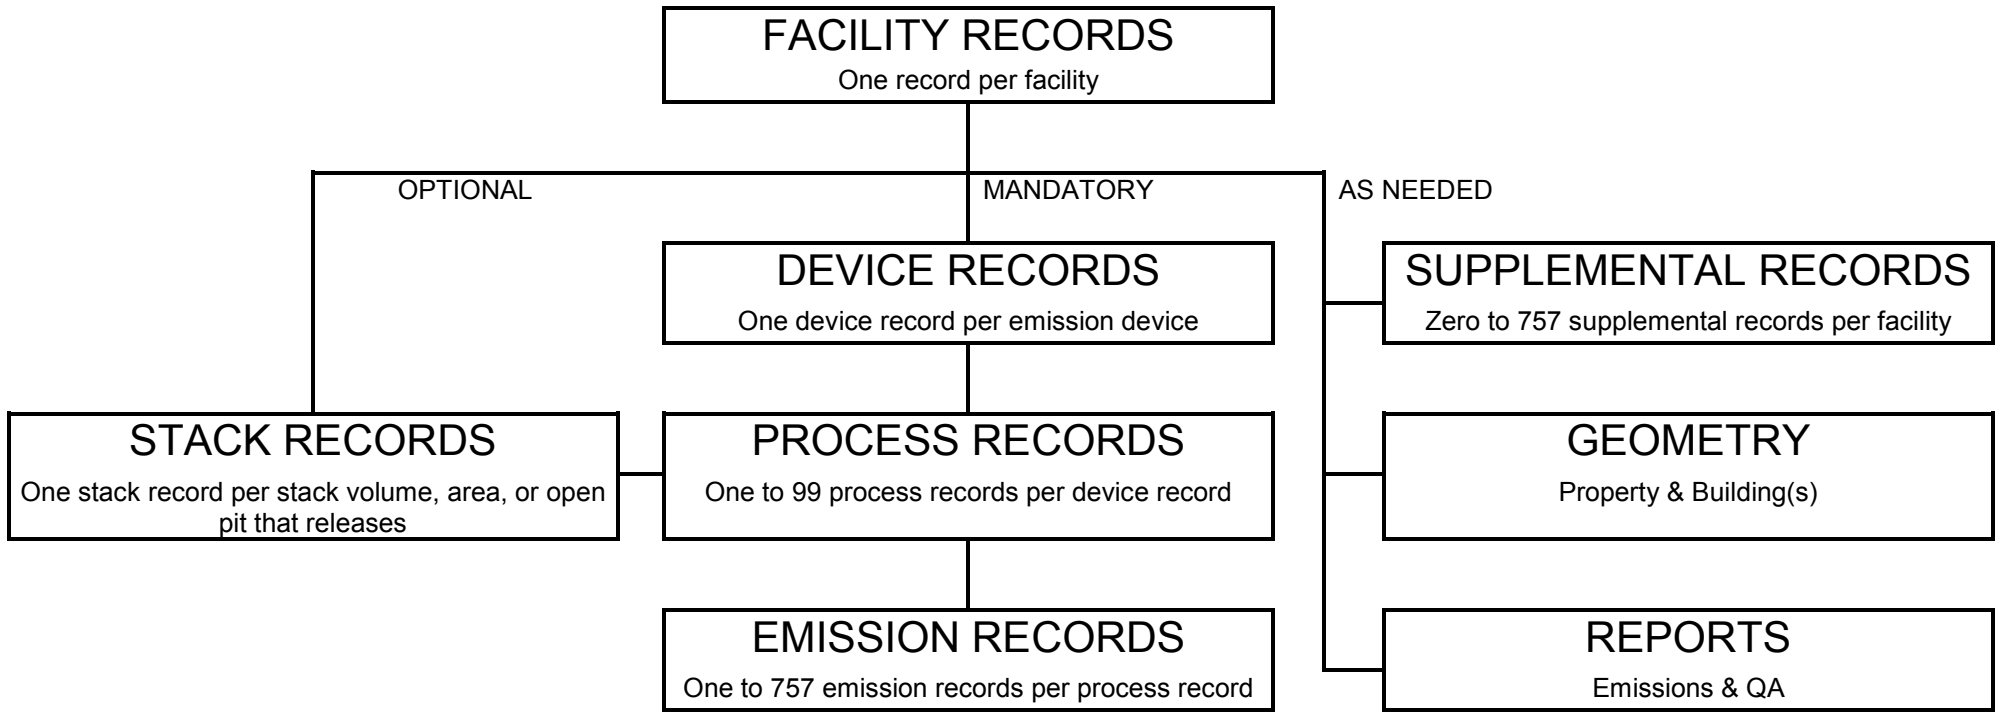 FACILITY RECORDS
One record per facility
OPTIONAL
MANDATORY
AS NEEDED
DEVICE RECORDS
One device record per emission device
SUPPLEMENTAL RECORDS
Zero to 757 supplemental records per facility
STACK RECORDS
One stack record per stack volume, area, or open
pit that releases
PROCESS RECORDS
One to 99 process records per device record
GEOMETRY
Property & Building(s)
EMISSION RECORDS
One to 757 emission records per process record
REPORTS
Emissions & QA